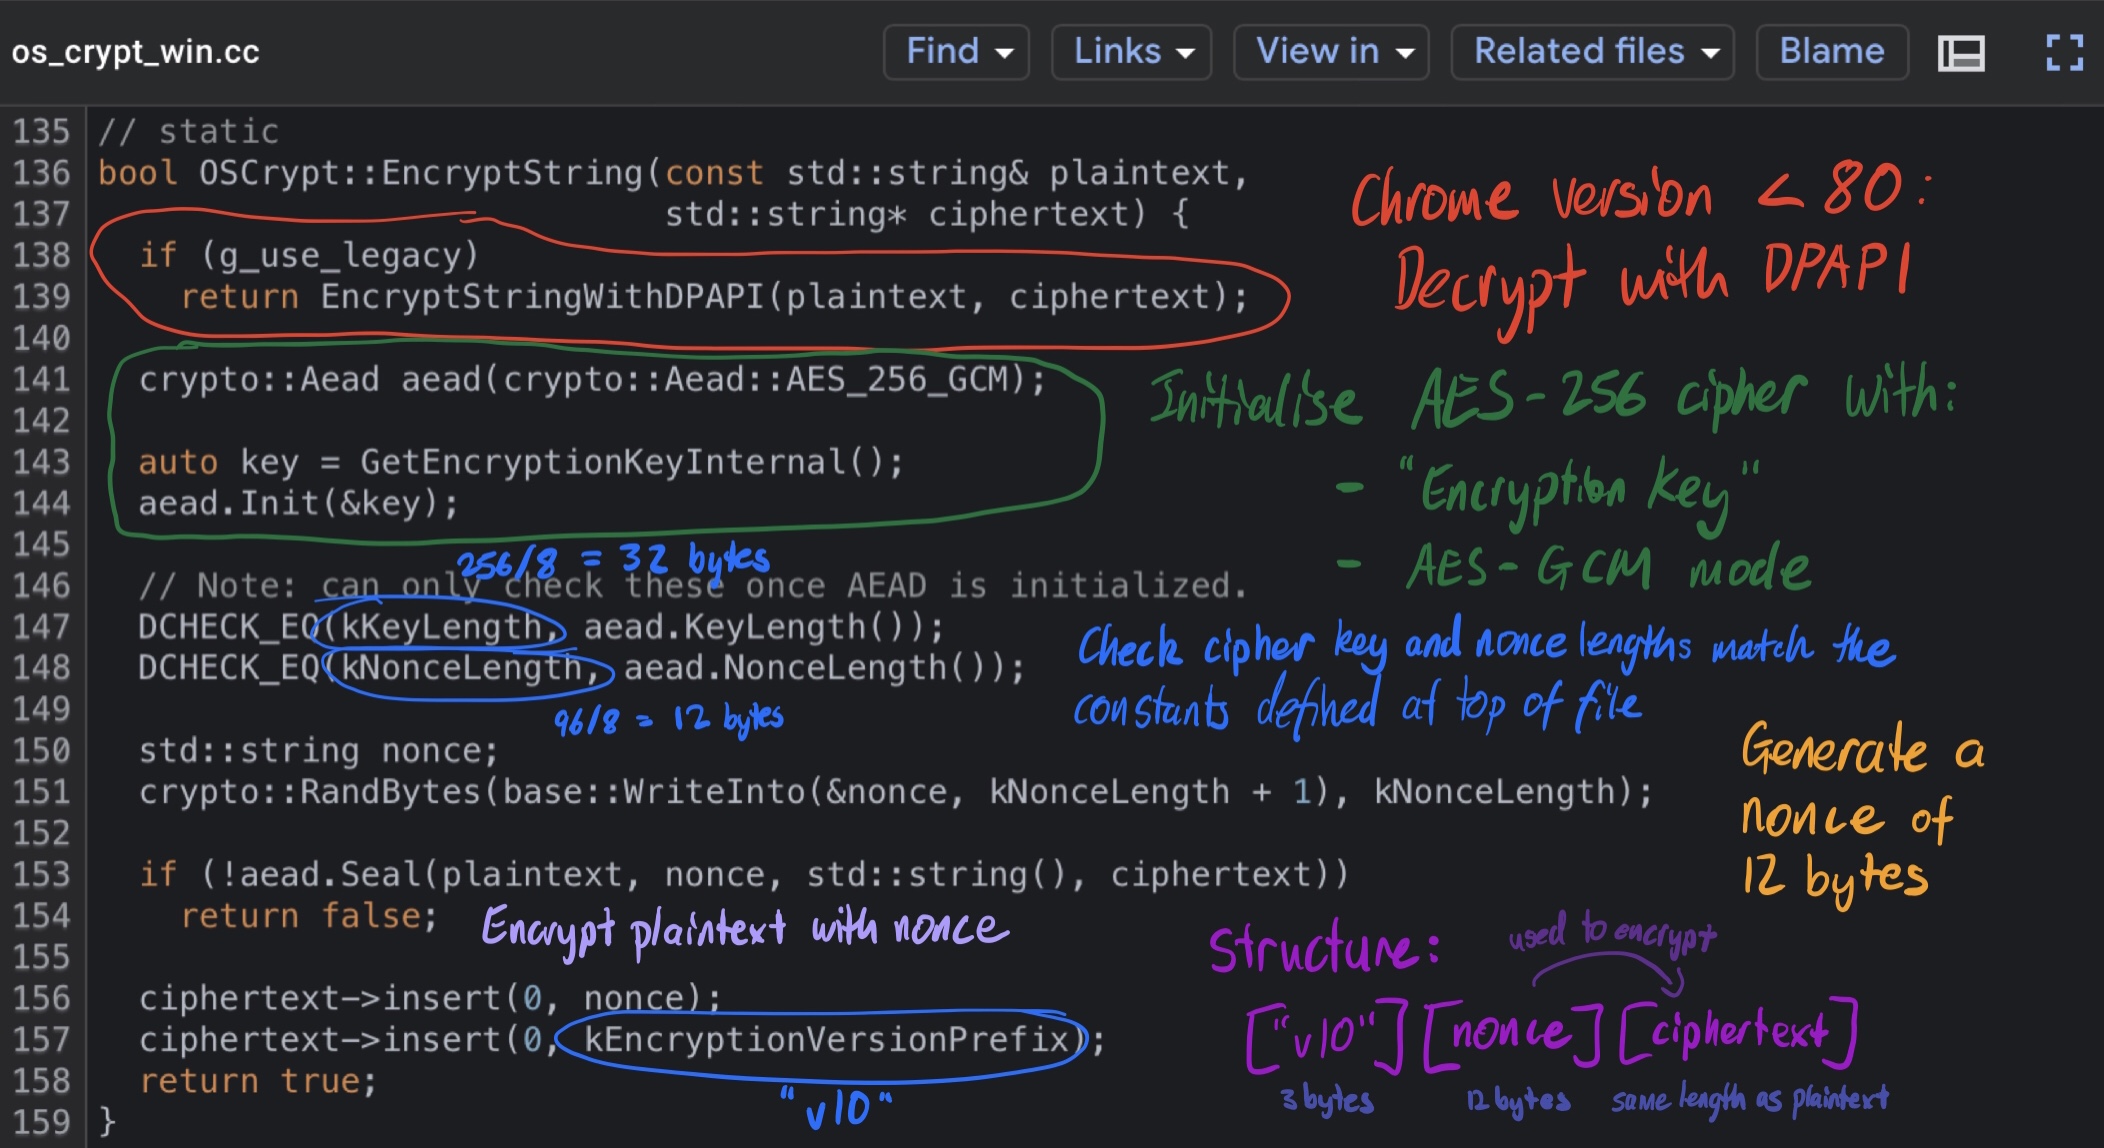 os_crypt_win.cc Find Links View in Related files Blame
135 // static
136 bool OSCrypt::EncryptString(const std::string& plaintext,
137 std::string* ciphertext) {
138 if (g_use_legacy)
139 return EncryptStringWithDPAPI(plaintext, ciphertext);
140
Chrome version < 80:
Decrypt with DPAPI
141 crypto::Aead aead(crypto::Aead::AES_256_GCM);
142
143 auto key = GetEncryptionKeyInternal();
144 aead.Init(&key);
145
Initialise AES-256 cipher with:
- "Encryption key"
- AES-GCM mode
256/8 = 32 bytes
146 // Note: can only check these once AEAD is initialized.
147 DCHECK_EQ(kKeyLength, aead.KeyLength());
148 DCHECK_EQ(kNonceLength, aead.NonceLength());
149
96/8 = 12 bytes
Check cipher key and nonce lengths match the
constants defined at top of file
150 std::string nonce;
151 crypto::RandBytes(base::WriteInto(&nonce, kNonceLength + 1), kNonceLength);
152
Generate a
nonce of
12 bytes
153 if (!aead.Seal(plaintext, nonce, std::string(), ciphertext))
154 return false;
Encrypt plaintext with nonce
155
156 ciphertext->insert(0, nonce);
157 ciphertext->insert(0, kEncryptionVersionPrefix);
158 return true;
"v10"
159 }
Structure:
used to encrypt
["v10"] [nonce] [ciphertext]
3 bytes 12 bytes same length as plaintext